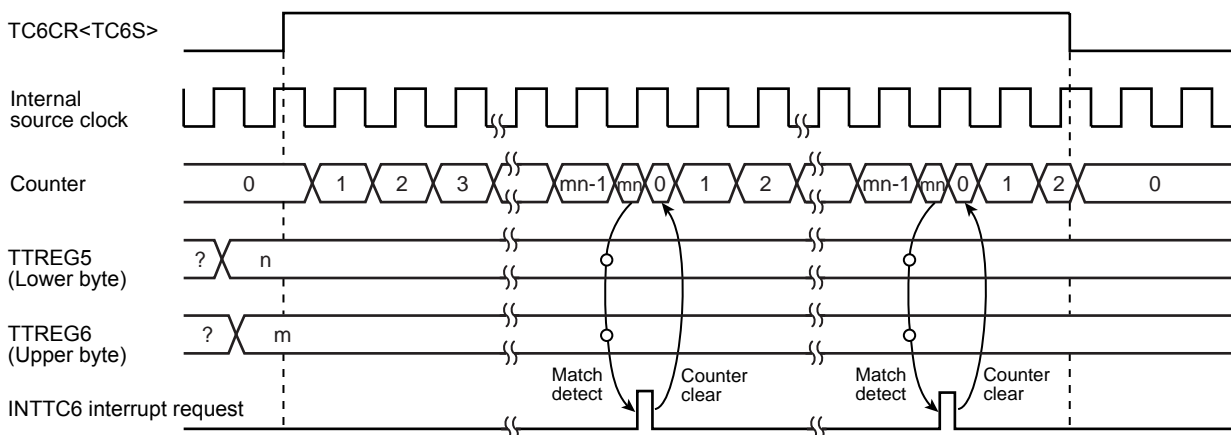 TC6CR<TC6S>
Internal
source clock
Counter
0 1 2 3 mn-1 mn 0 1 2 mn-1 mn 0 1 2 0
TTREG5
(Lower byte)
? n
TTREG6
(Upper byte)
? m
Match
detect
Counter
clear
Match
detect
Counter
clear
INTTC6 interrupt request